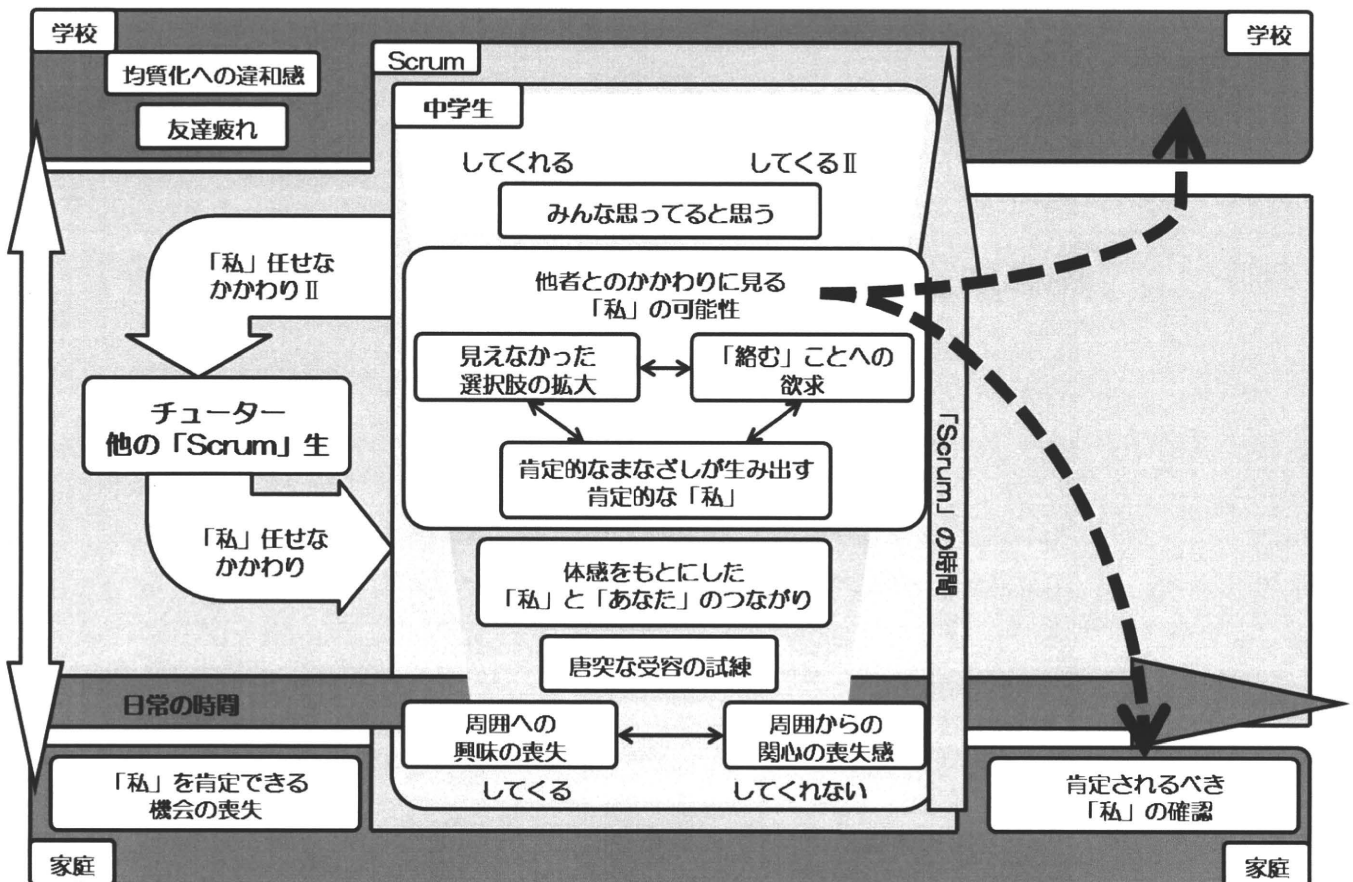 学校
学校
均質化への違和感
友達疲れ
Scrum
中学生
してくれる
してくるⅡ
みんな思ってると思う
「私」任せな
かかわりⅡ
他者とのかかわりに見る
「私」の可能性
見えなかった
選択肢の拡大
「絡む」ことへの
欲求
チューター
他の「Scrum」生
肯定的なまなざしが生み出す
肯定的な「私」
「私」任せな
かかわり
体感をもとにした
「私」と「あなた」のつながり
「Scrum」の時間
唐突な受容の試練
日常の時間
周囲への
興味の喪失
周囲からの
関心の喪失感
してくる
してくれない
「私」を肯定できる
機会の喪失
肯定されるべき
「私」の確認
家庭
家庭